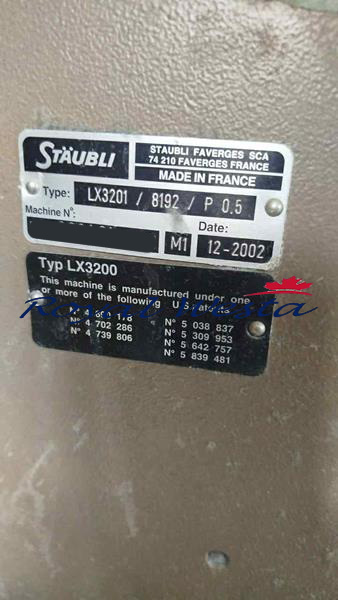 STÄUBLI
STAUBLI FAVERGES SCA
74 210 FAVERGES FRANCE
MADE IN FRANCE
Type: LX3201 / 8192 / P 0.5
Machine N°:
Date:
M1 12-2002
Typ LX3200
This machine is manufactured under one
or more of the following U.S.
N° N° 5 038 837
N° 4 702 286 N° 5 309 953
N° 4 739 806 N° 5 642 757
N° 5 839 481